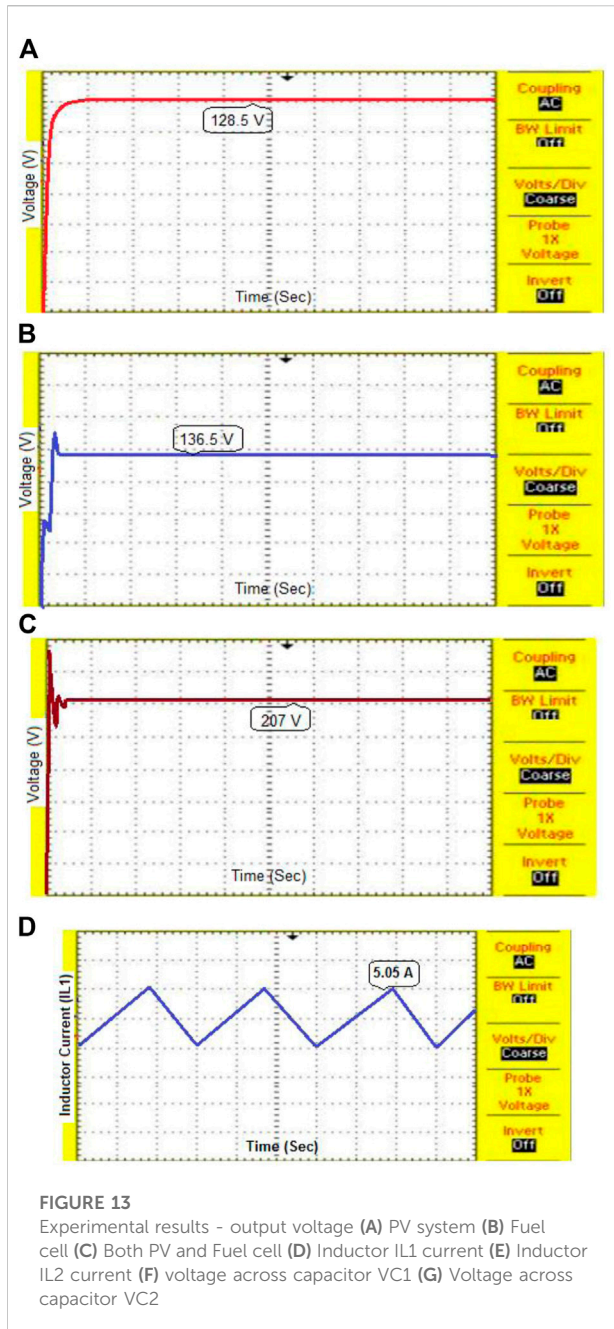 A
Voltage (V)
128.5 V
Time (Sec)
Coupling
AC
BW Limit
Off
Volts/Div
Coarse
Probe
1X
Voltage
Invert
Off
B
Voltage (V)
136.5 V
Time (Sec)
Coupling
AC
BW Limit
Off
Volts/Div
Coarse
Probe
1X
Voltage
Invert
Off
C
Voltage (V)
207 V
Time (Sec)
Coupling
AC
BW Limit
Off
Volts/Div
Coarse
Probe
1X
Voltage
Invert
Off
D
Inductor Current (IL1)
5.05 A
Time (Sec)
Coupling
AC
BW Limit
Off
Volts/Div
Coarse
Probe
1X
Voltage
Invert
Off
FIGURE 13
Experimental results - output voltage (A) PV system (B) Fuel
cell (C) Both PV and Fuel cell (D) Inductor IL1 current (E) Inductor
IL2 current (F) voltage across capacitor VC1 (G) Voltage across
capacitor VC2